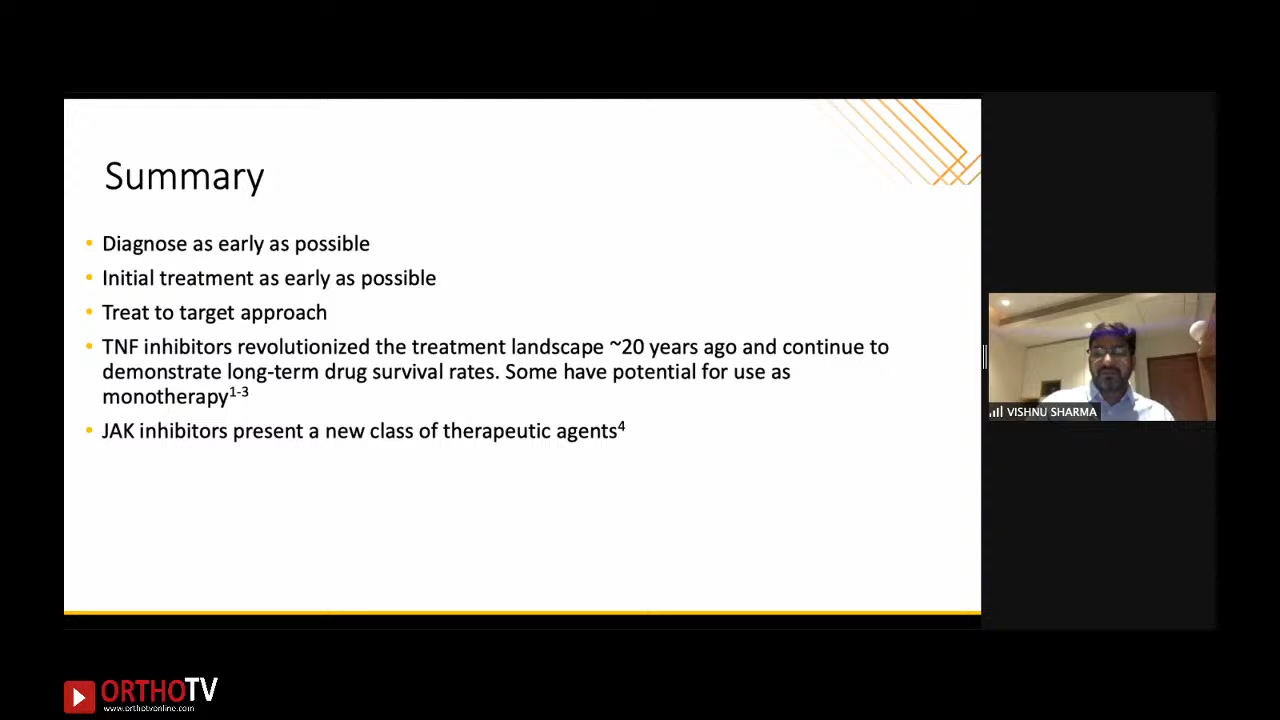 Summary
• Diagnose as early as possible
• Initial treatment as early as possible
• Treat to target approach
• TNF inhibitors revolutionized the treatment landscape ~20 years ago and continue to
demonstrate long-term drug survival rates. Some have potential for use as
monotherapy1-3
• JAK inhibitors present a new class of therapeutic agents4
VISHNU SHARMA
ORTHOTV
www.orthotvonline.com